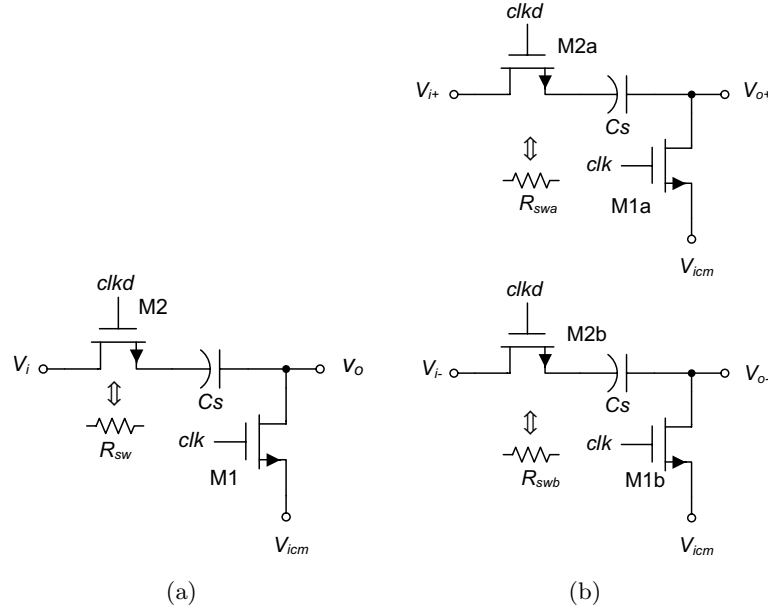 clkd
M2a
Vi+
Vo+
Cs
clk
Rswa
M1a
Vicm
clkd
M2
Vi
vo
Cs
clk
Rsw
M1
Vicm
(a)
clkd
M2b
Vi-
Vo-
Cs
clk
Rswb
M1b
Vicm
(b)